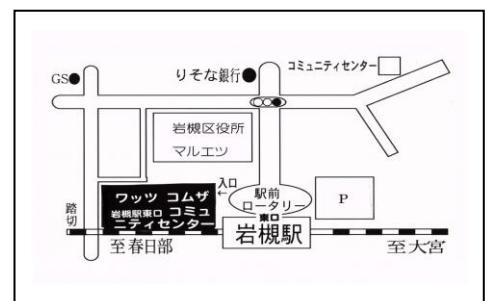 コミュニティセンター
GS
りそな銀行
岩槻区役所
マルエツ
入口
←
ワッツ コムザ
岩槻駅東口 コミュ
ニティセンター
駅前
ロータリー
P
踏切
東口
岩槻駅
至春日部
至大宮